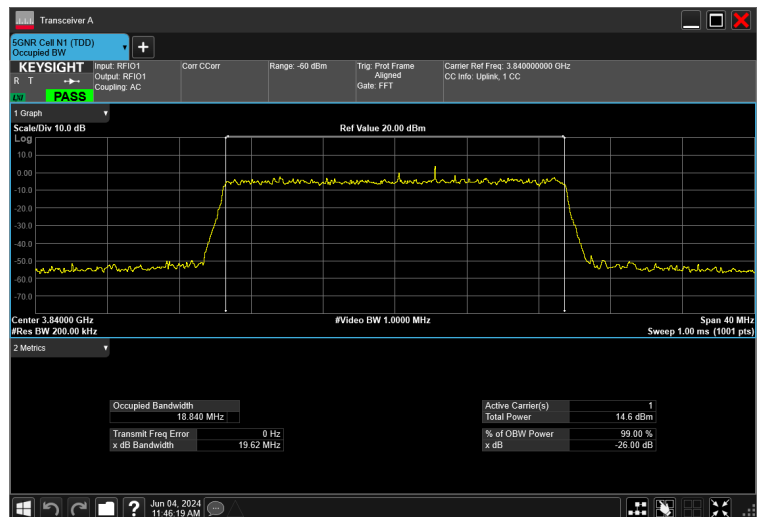 Transceiver A
5GNR Cell N1 (TDD)
Occupied BW
KEYSIGHT
R T
LXI
PASS
Input: RFIO1
Output: RFIO1
Coupling: AC
Corr CCorr
Range: -60 dBm
Trig: Prot Frame
Aligned
Gate: FFT
Carrier Ref Freq: 3.840000000 GHz
CC Info: Uplink, 1 CC
1 Graph
Scale/Div 10.0 dB
Ref Value 20.00 dBm
Log
10.0
0.00
-10.0
-20.0
-30.0
-40.0
-50.0
-60.0
-70.0
Center 3.84000 GHz
#Video BW 1.0000 MHz
Span 40 MHz
#Res BW 200.00 kHz
Sweep 1.00 ms (1001 pts)
2 Metrics
Occupied Bandwidth
18.840 MHz
Transmit Freq Error 0 Hz
x dB Bandwidth 19.62 MHz
Active Carrier(s) 1
Total Power 14.6 dBm
% of OBW Power 99.00 %
x dB -26.00 dB
Jun 04, 2024
11:46:19 AM